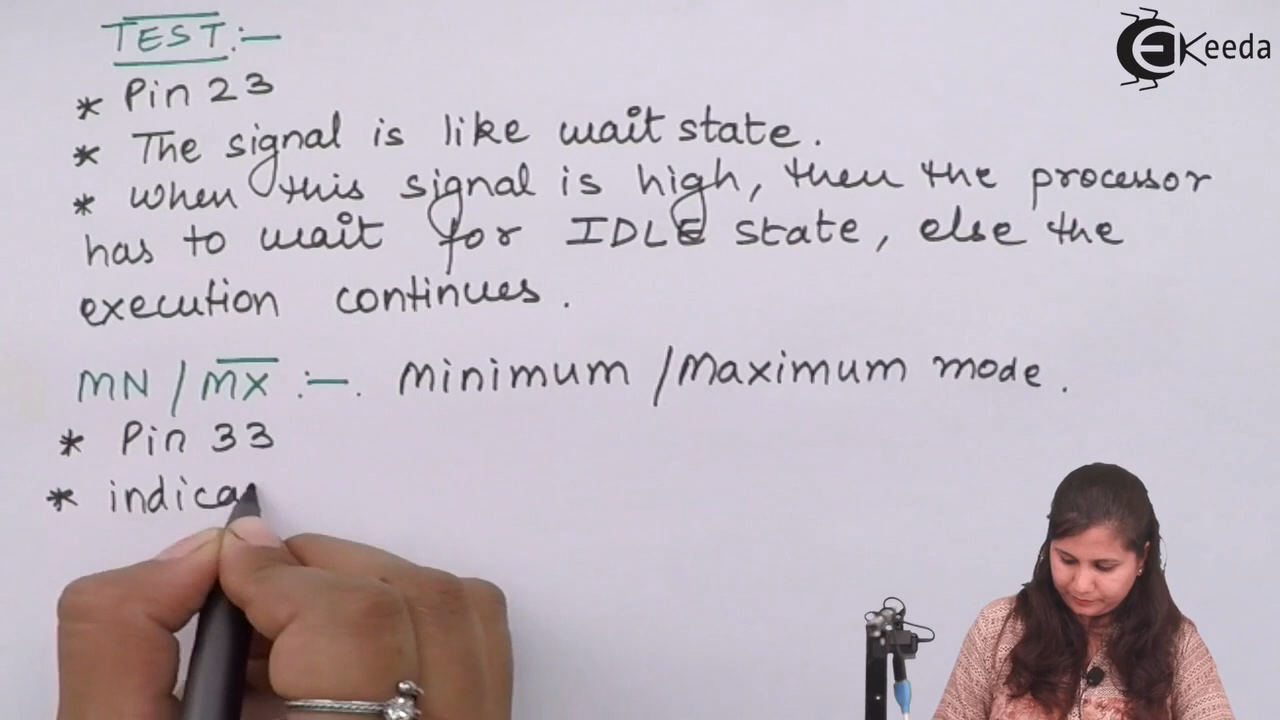 TEST :-
* Pin 23
* The signal is like wait state.
* When this signal is high, then the processor
has to wait for IDLE state, else the
execution continues.
MN / MX :- . Minimum / Maximum mode.
* Pin 33
* indica
EKeeda